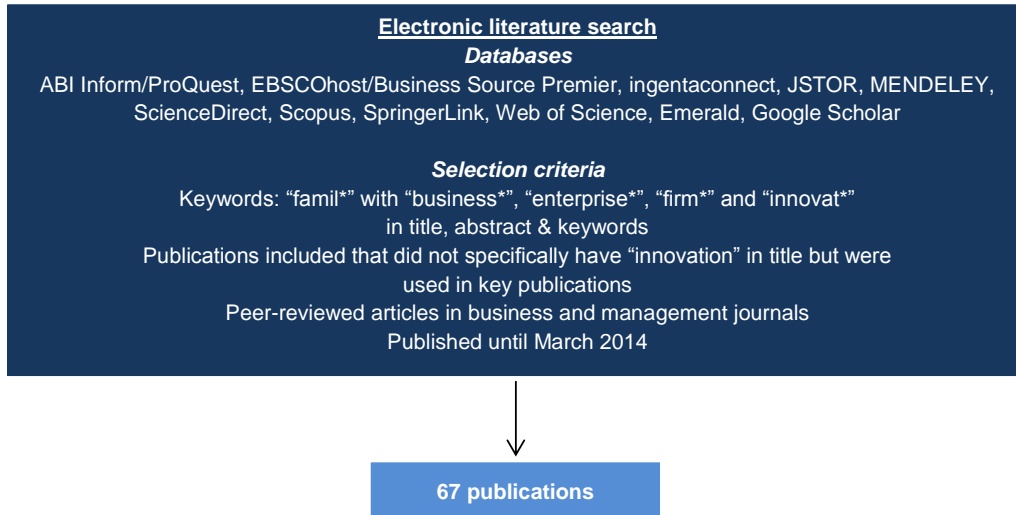 Electronic literature search
Databases
ABI Inform/ProQuest, EBSCOhost/Business Source Premier, ingentaconnect, JSTOR, MENDELEY,
ScienceDirect, Scopus, SpringerLink, Web of Science, Emerald, Google Scholar
Selection criteria
Keywords: “famil*” with “business*”, “enterprise*”, “firm*” and “innovat*”
in title, abstract & keywords
Publications included that did not specifically have “innovation” in title but were
used in key publications
Peer-reviewed articles in business and management journals
Published until March 2014
67 publications